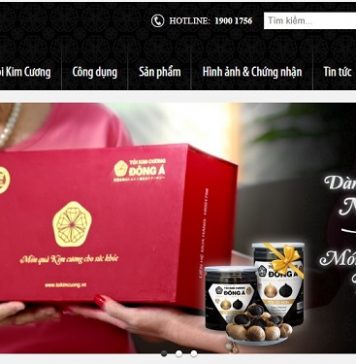 HOTLINE: 1900 1756
Tìm kiếm...
i Kim Cương
Công dụng
Sản phẩm
Hình ảnh & Chứng nhận
Tin tức
TỎI KIM CƯƠNG
ĐÔNG Á
Món quà Kim cương cho sức khỏe
www.toikimcuong.vn
Dàn
Mó
ĐÔNG Á
ĐÔNG Á